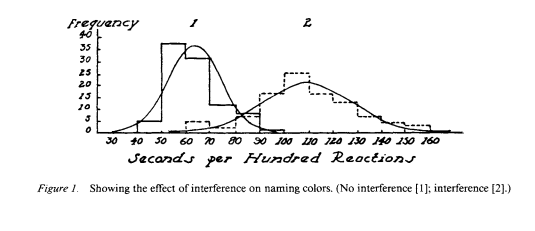 Frequency 1 2
40
35
30
25
20
15
10
5
0
30 40 50 60 70 80 90 100 110 120 130 140 150 160
Seconds per Hundred Reactions
Figure 1. Showing the effect of interference on naming colors. (No interference [1]; interference [2].)